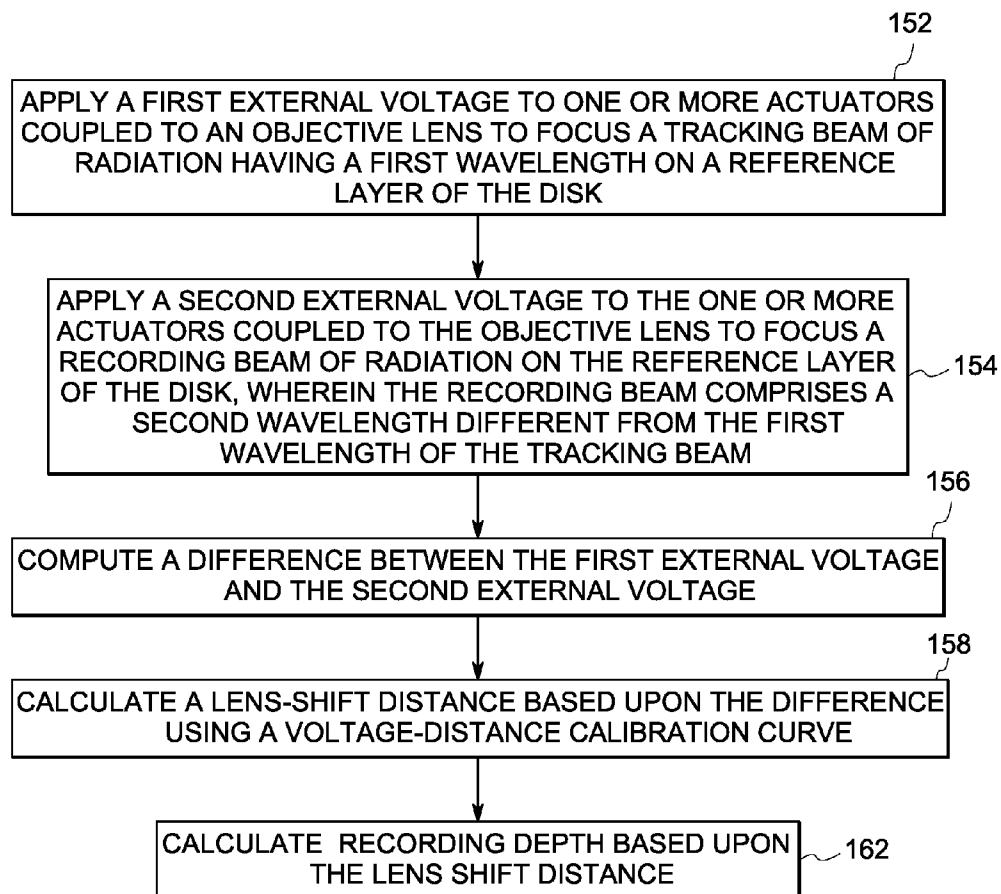 152
APPLY A FIRST EXTERNAL VOLTAGE TO ONE OR MORE ACTUATORS
COUPLED TO AN OBJECTIVE LENS TO FOCUS A TRACKING BEAM OF
RADIATION HAVING A FIRST WAVELENGTH ON A REFERENCE
LAYER OF THE DISK
APPLY A SECOND EXTERNAL VOLTAGE TO THE ONE OR MORE
ACTUATORS COUPLED TO THE OBJECTIVE LENS TO FOCUS A
RECORDING BEAM OF RADIATION ON THE REFERENCE LAYER
OF THE DISK, WHEREIN THE RECORDING BEAM COMPRISES A
SECOND WAVELENGTH DIFFERENT FROM THE FIRST
WAVELENGTH OF THE TRACKING BEAM
154
156
COMPUTE A DIFFERENCE BETWEEN THE FIRST EXTERNAL VOLTAGE
AND THE SECOND EXTERNAL VOLTAGE
158
CALCULATE A LENS-SHIFT DISTANCE BASED UPON THE DIFFERENCE
USING A VOLTAGE-DISTANCE CALIBRATION CURVE
CALCULATE RECORDING DEPTH BASED UPON
THE LENS SHIFT DISTANCE
162